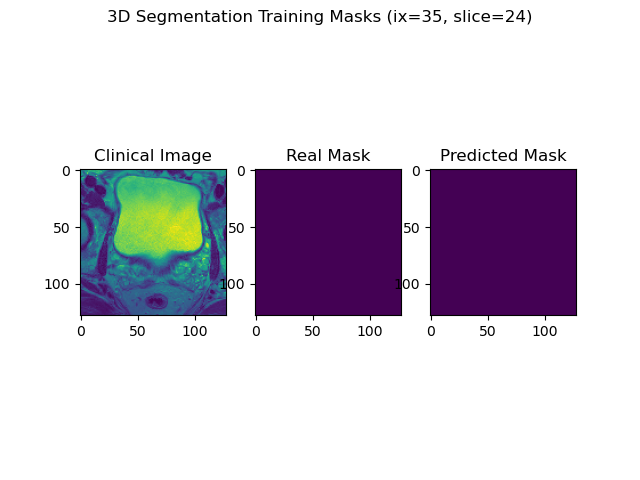 3D Segmentation Training Masks (ix=35, slice=24)
Clinical Image Real Mask Predicted Mask
0 0 0
50 50 50
100 100 100
0 50 100 0 50 100 0 50 100